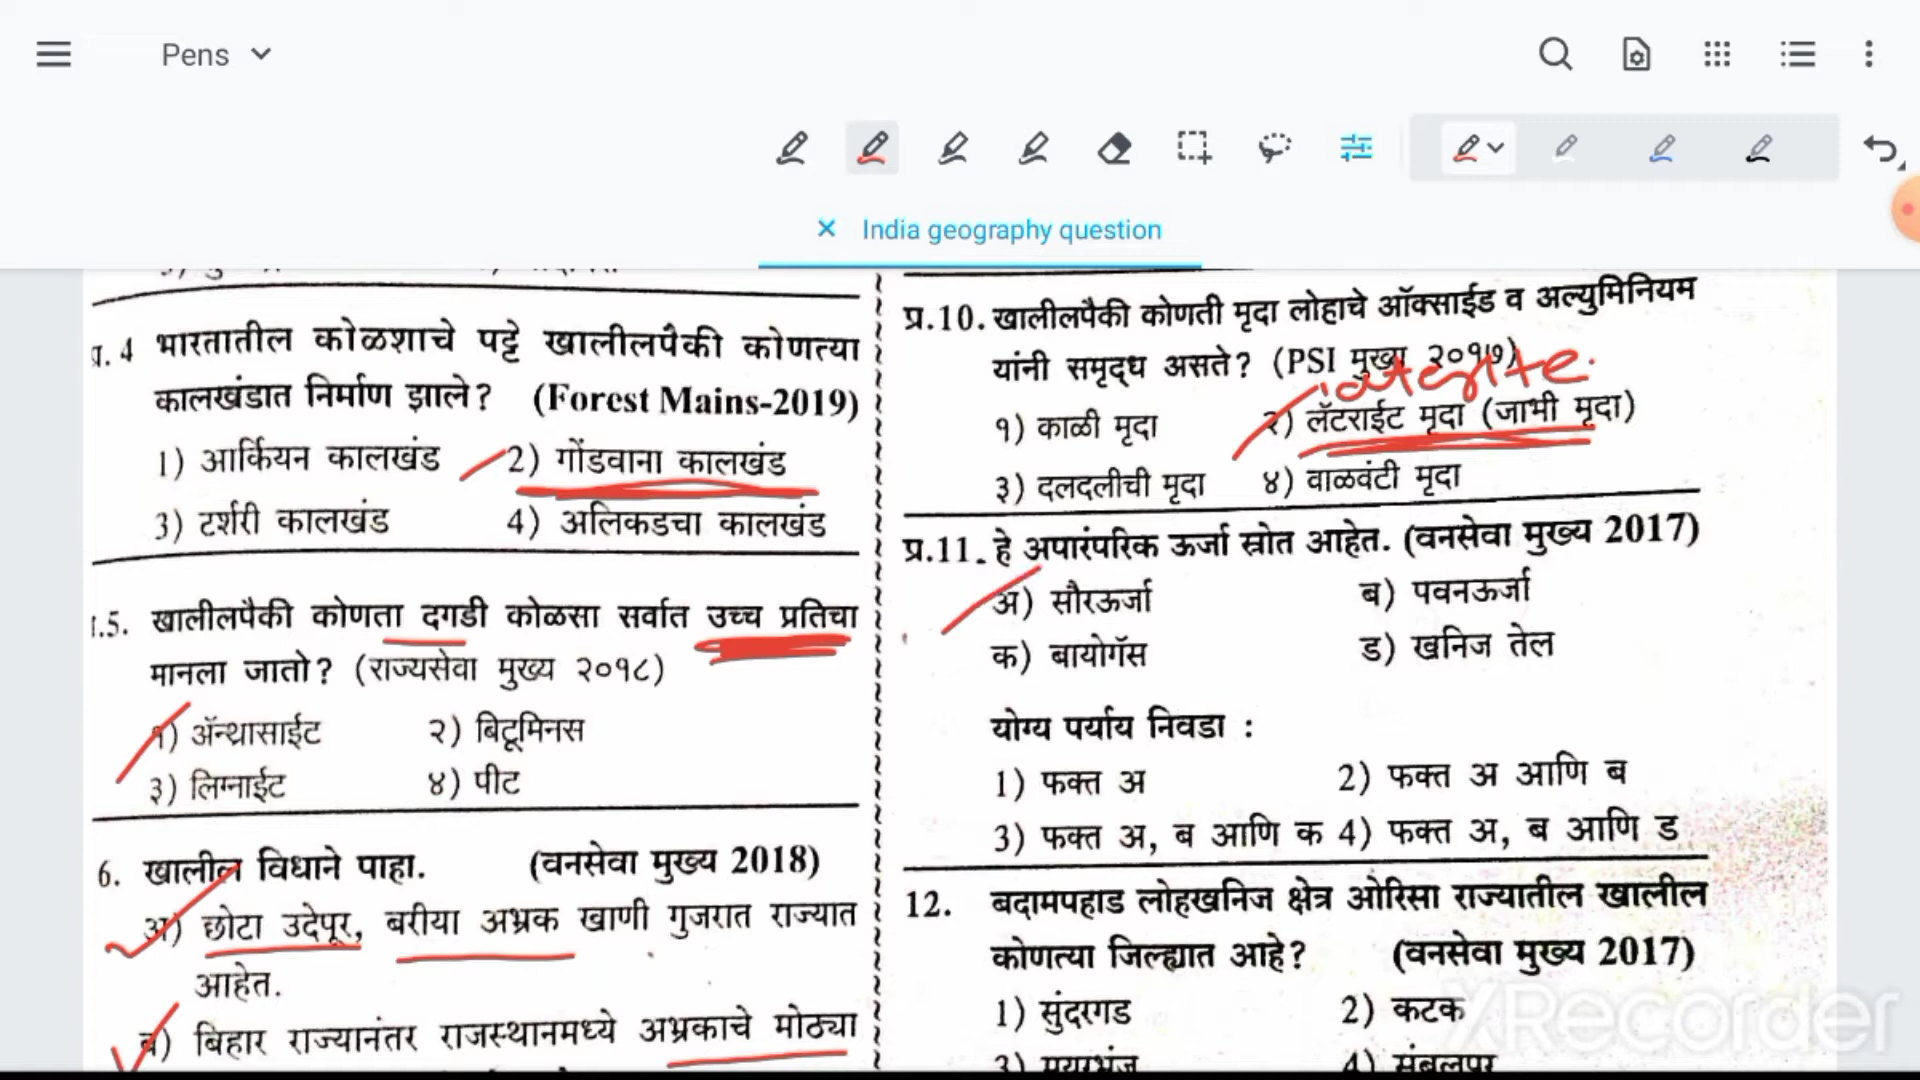 Pens
India geography question
प्र. 4 भारतातील कोळशाचे पट्टे खालीलपैकी कोणत्या
कालखंडात निर्माण झाले? (Forest Mains-2019)
1) आर्कियन कालखंड 2) गोंडवाना कालखंड
3) टर्शरी कालखंड 4) अलिकडचा कालखंड
.5. खालीलपैकी कोणता दगडी कोळसा सर्वात उच्च प्रतिचा
मानला जातो? (राज्यसेवा मुख्य २०१८)
१) ॲन्थ्रासाईट २) बिटूमिनस
३) लिग्नाईट ४) पीट
6. खालील विधाने पाहा. (वनसेवा मुख्य 2018)
अ) छोटा उदेपूर, बरीया अभ्रक खाणी गुजरात राज्यात
आहेत.
ब) बिहार राज्यानंतर राजस्थानमध्ये अभ्रकाचे मोठ्या
प्र.10. खालीलपैकी कोणती मृदा लोहाचे ऑक्साईड व अल्युमिनियम
यांनी समृद्ध असते? (PSI मुख्य २०१७)
१) काळी मृदा २) लॅटराईट मृदा (जाभी मृदा)
३) दलदलीची मृदा ४) वाळवंटी मृदा
प्र.11. हे अपारंपरिक ऊर्जा स्रोत आहेत. (वनसेवा मुख्य 2017)
अ) सौरऊर्जा ब) पवनऊर्जा
क) बायोगॅस ड) खनिज तेल
योग्य पर्याय निवडा :
1) फक्त अ 2) फक्त अ आणि ब
3) फक्त अ, ब आणि क 4) फक्त अ, ब आणि ड
12. बदामपहाड लोहखनिज क्षेत्र ओरिसा राज्यातील खालील
कोणत्या जिल्ह्यात आहे? (वनसेवा मुख्य 2017)
1) सुंदरगड 2) कटक
3) मयूरभंज 4) संबलपूर
XRecorder